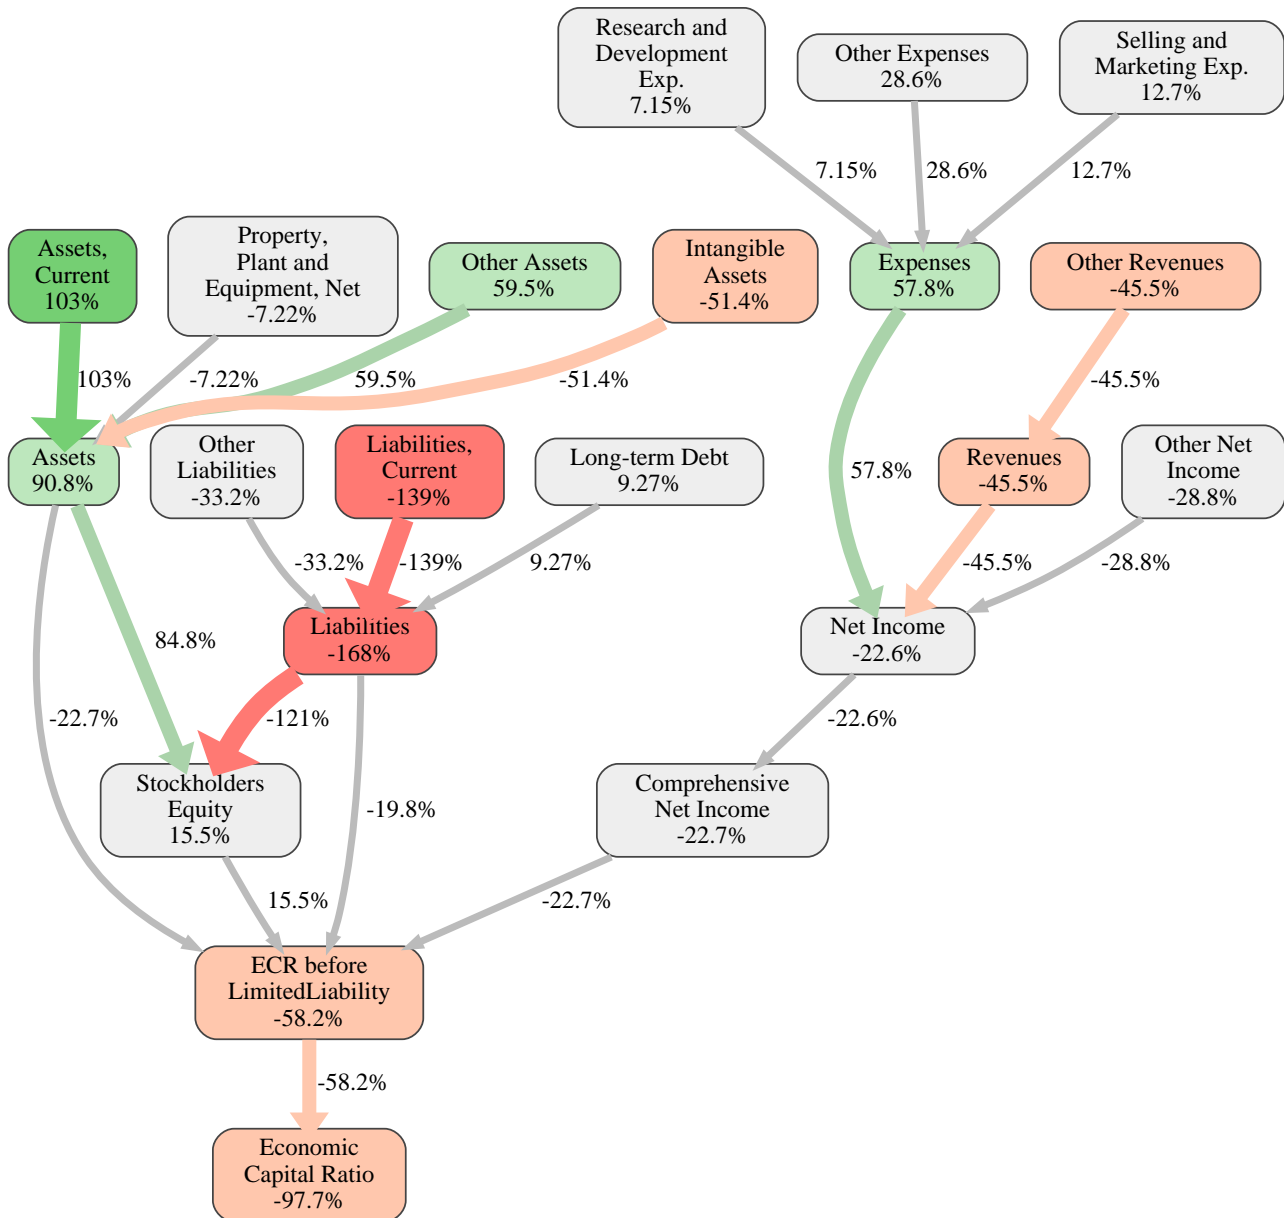 Research and
Development
Exp.
7.15%
Other Expenses
28.6%
Selling and
Marketing Exp.
12.7%
7.15%
28.6%
12.7%
Assets,
Current
103%
Property,
Plant and
Equipment, Net
-7.22%
Other Assets
59.5%
Intangible
Assets
-51.4%
Expenses
57.8%
Other Revenues
-45.5%
103%
-7.22%
59.5%
-51.4%
-45.5%
Assets
90.8%
Other
Liabilities
-33.2%
Liabilities,
Current
-139%
Long-term Debt
9.27%
57.8%
Revenues
-45.5%
Other Net
Income
-28.8%
-33.2%
-139%
9.27%
-45.5%
-28.8%
84.8%
Liabilities
-168%
Net Income
-22.6%
-22.7%
-121%
-22.6%
Stockholders
Equity
15.5%
-19.8%
Comprehensive
Net Income
-22.7%
15.5%
-22.7%
ECR before
LimitedLiability
-58.2%
-58.2%
Economic
Capital Ratio
-97.7%